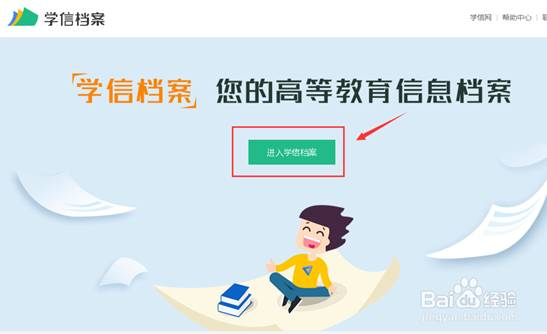 学信档案
学信网 | 帮助中心 |
学信档案 您的高等教育信息档案
进入学信档案
Baidu经验
jingyan.baidu.com